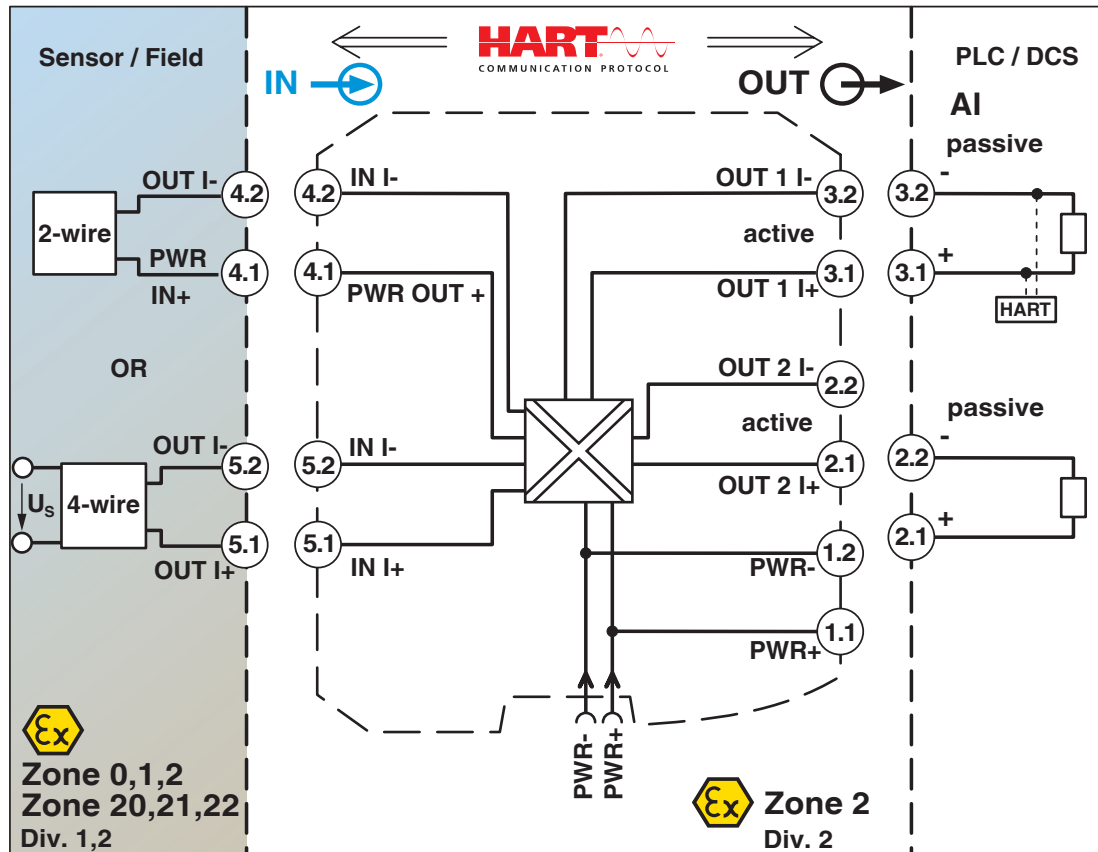 Sensor / Field
HART
COMMUNICATION PROTOCOL
PLC / DCS
IN
OUT
AI
passive
OUT I-
4.2
4.2
IN I-
OUT 1 I-
3.2
3.2
-
2-wire
active
PWR
IN+
4.1
4.1
PWR OUT +
OUT 1 I+
3.1
3.1
+
HART
OR
OUT 2 I-
2.2
passive
active
OUT I-
5.2
5.2
IN I-
2.1
OUT 2 I+
2.2
-
US
4-wire
OUT I+
5.1
5.1
IN I+
1.2
PWR-
2.1
+
1.1
PWR+
PWR-
PWR+
Ex
Zone 0,1,2
Zone 20,21,22
Div. 1,2
Ex
Zone 2
Div. 2